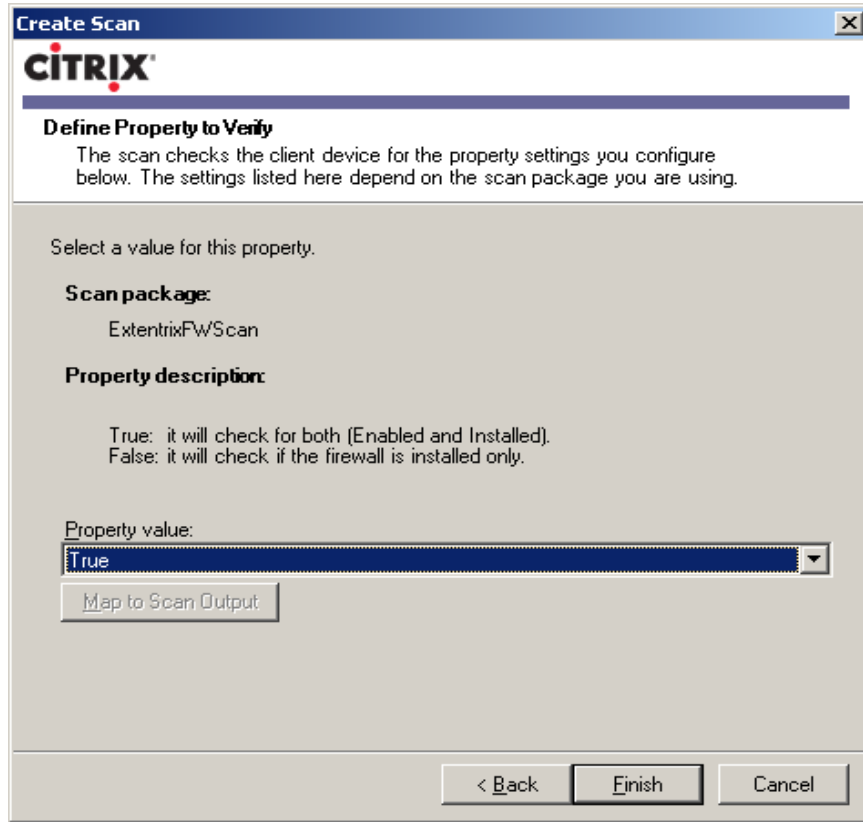 Create Scan
CITRIX
Define Property to Verify
The scan checks the client device for the property settings you configure
below. The settings listed here depend on the scan package you are using.
Select a value for this property.
Scan package:
ExtentrixFWScan
Property description:
True: it will check for both (Enabled and Installed).
False: it will check if the firewall is installed only.
Property value:
True
Map to Scan Output
< Back Finish Cancel